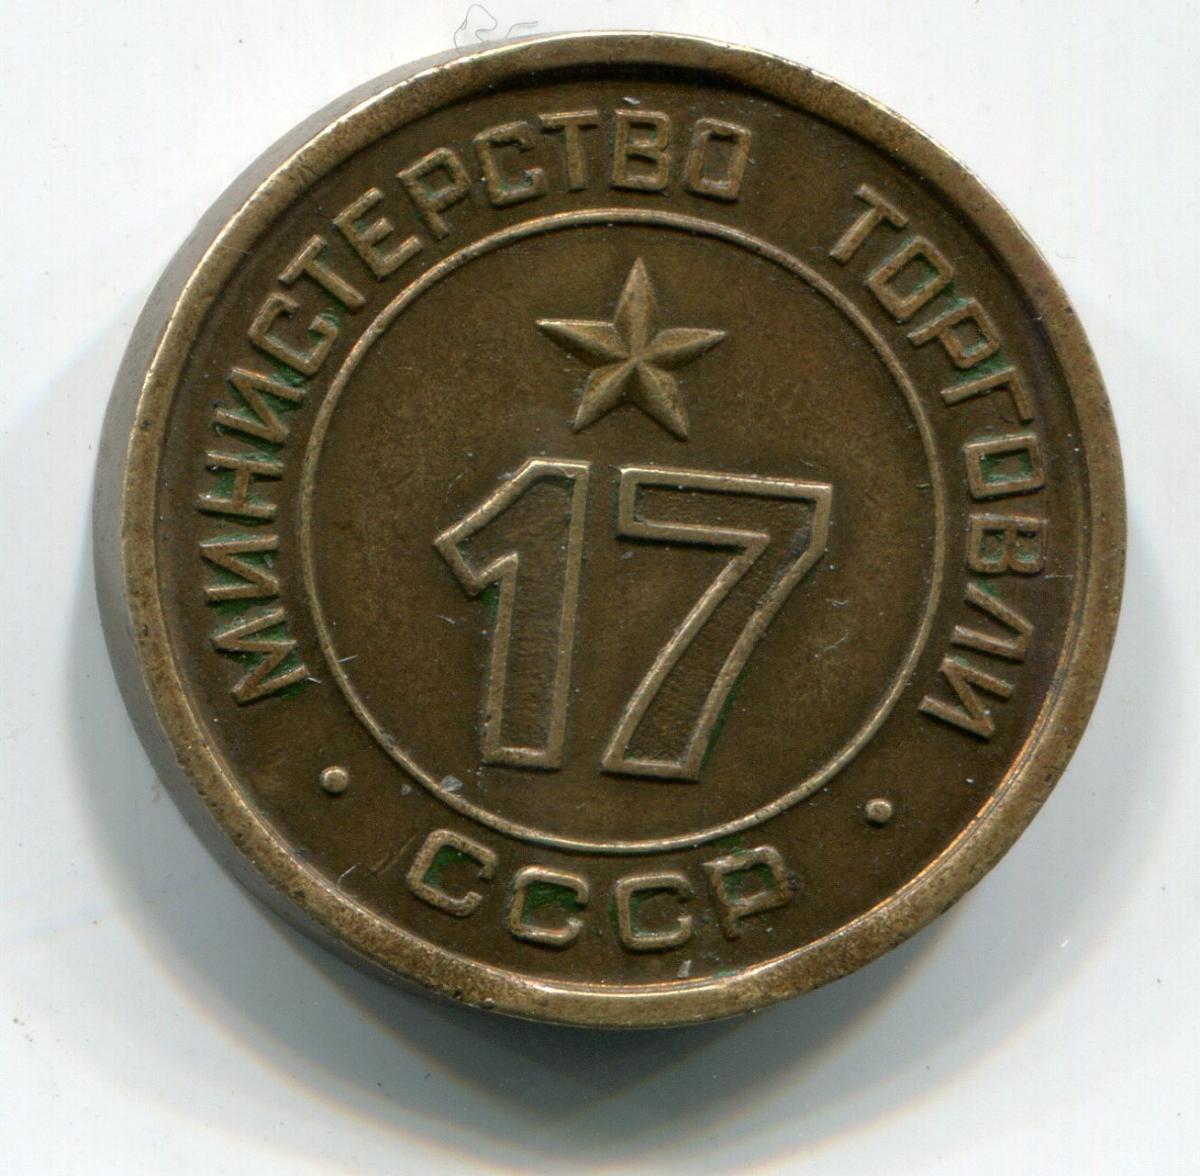 МИНИСТЕРСТВО ТОРГОВЛИ
17
• СССР •